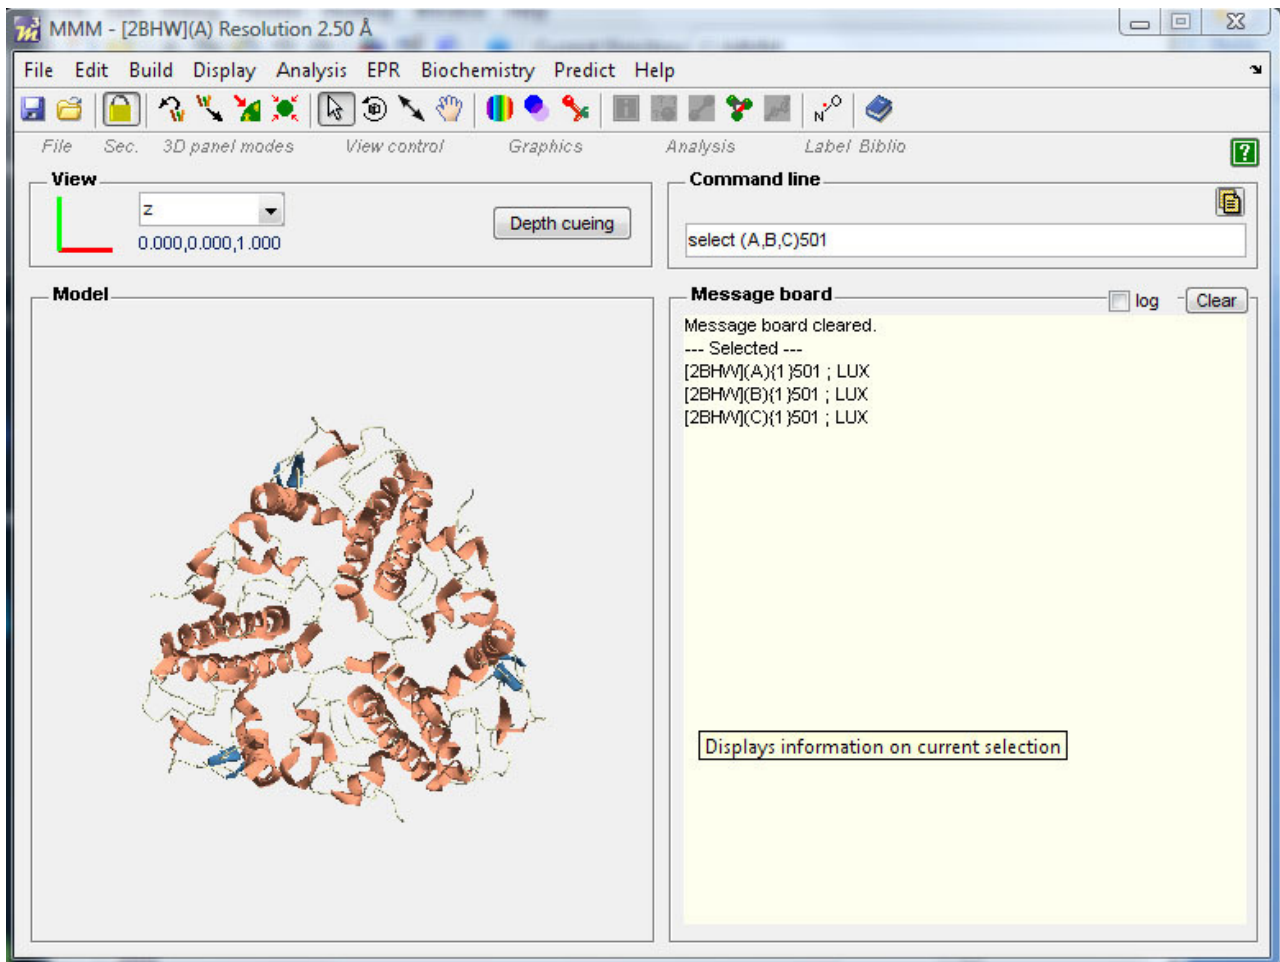 MMM - [2BHW](A) Resolution 2.50 Å
File Edit Build Display Analysis EPR Biochemistry Predict Help
File Sec. 3D panel modes View control Graphics Analysis Label Biblio
View
z
0.000,0.000,1.000
Depth cueing
Command line
select (A,B,C)501
Model
Message board
log
Clear
Message board cleared.
--- Selected ---
[2BHW](A){1}501 ; LUX
[2BHW](B){1}501 ; LUX
[2BHW](C){1}501 ; LUX
Displays information on current selection